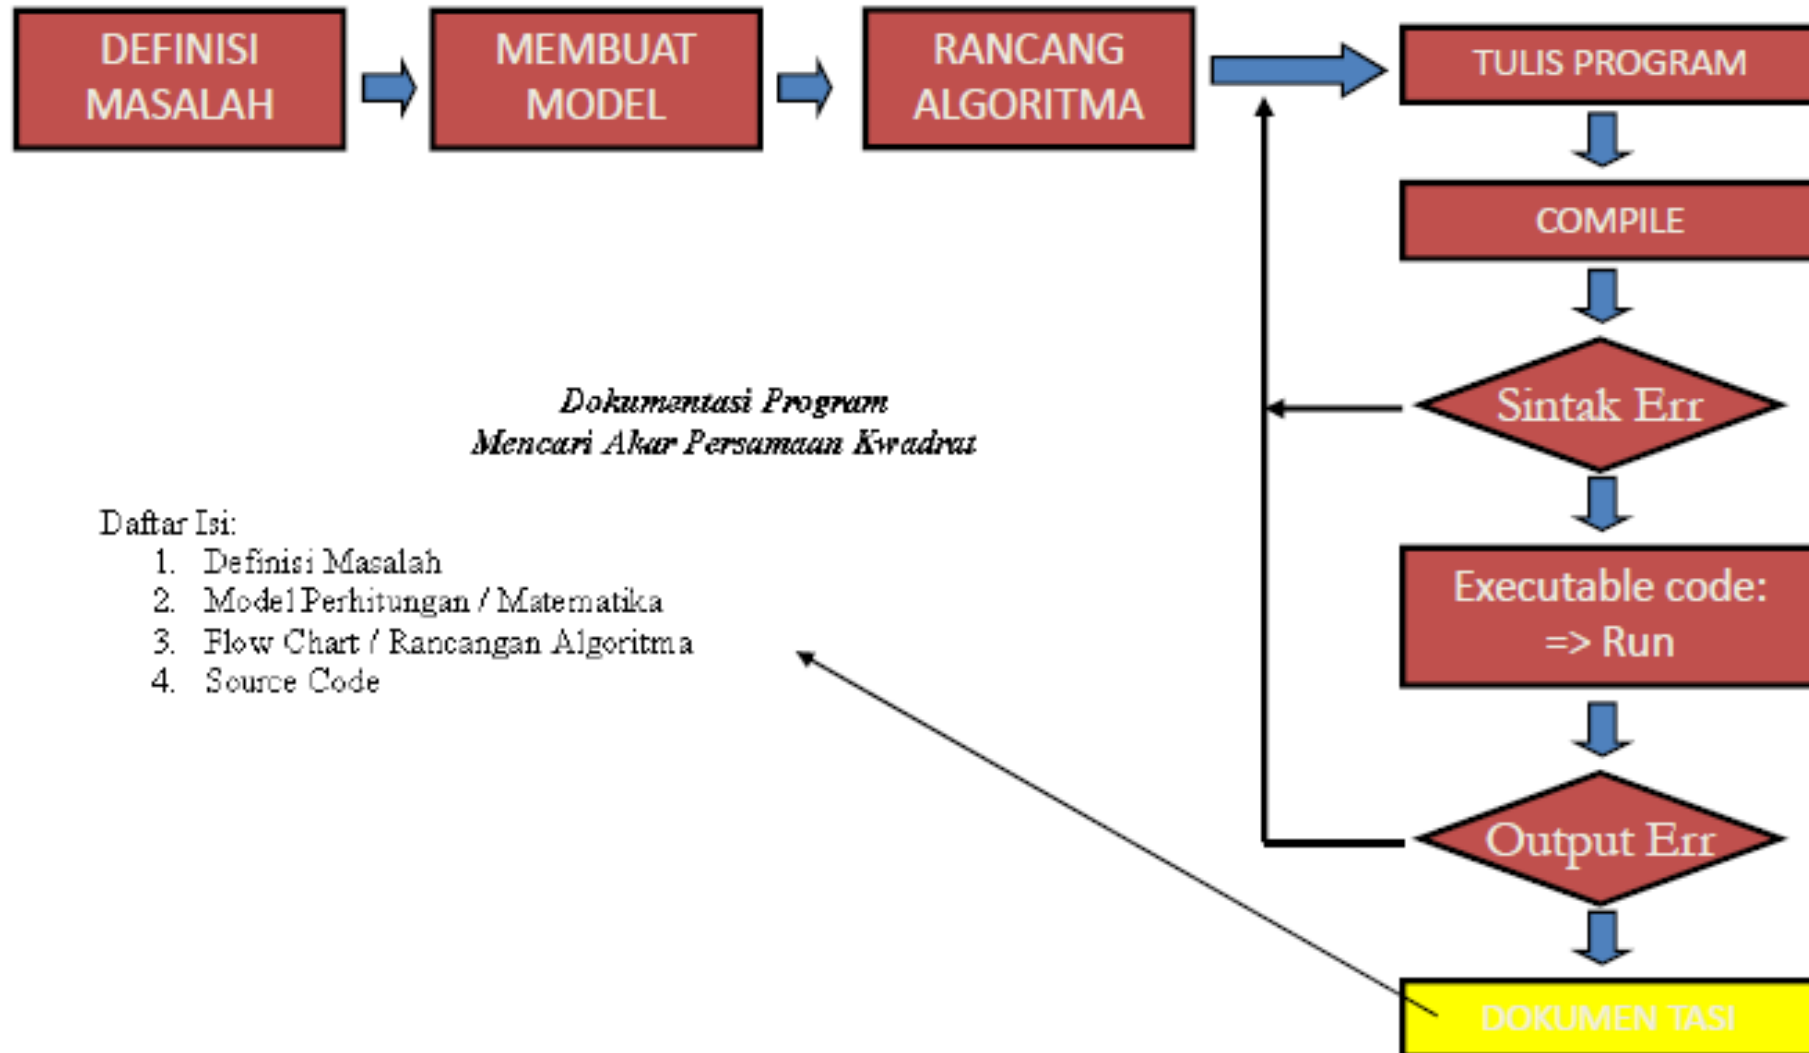 DEFINISI
MASALAH
MEMBUAT
MODEL
RANCANG
ALGORITMA
TULIS PROGRAM
COMPILE
Sintak Err
Executable code:
=> Run
Output Err
DOKUMEN TASI
Dokumentasi Program
Mencari Akar Persamaan Kwadrat
Daftar Isi:
1. Definisi Masalah
2. Model Perhitungan / Matematika
3. Flow Chart / Rancangan Algoritma
4. Source Code